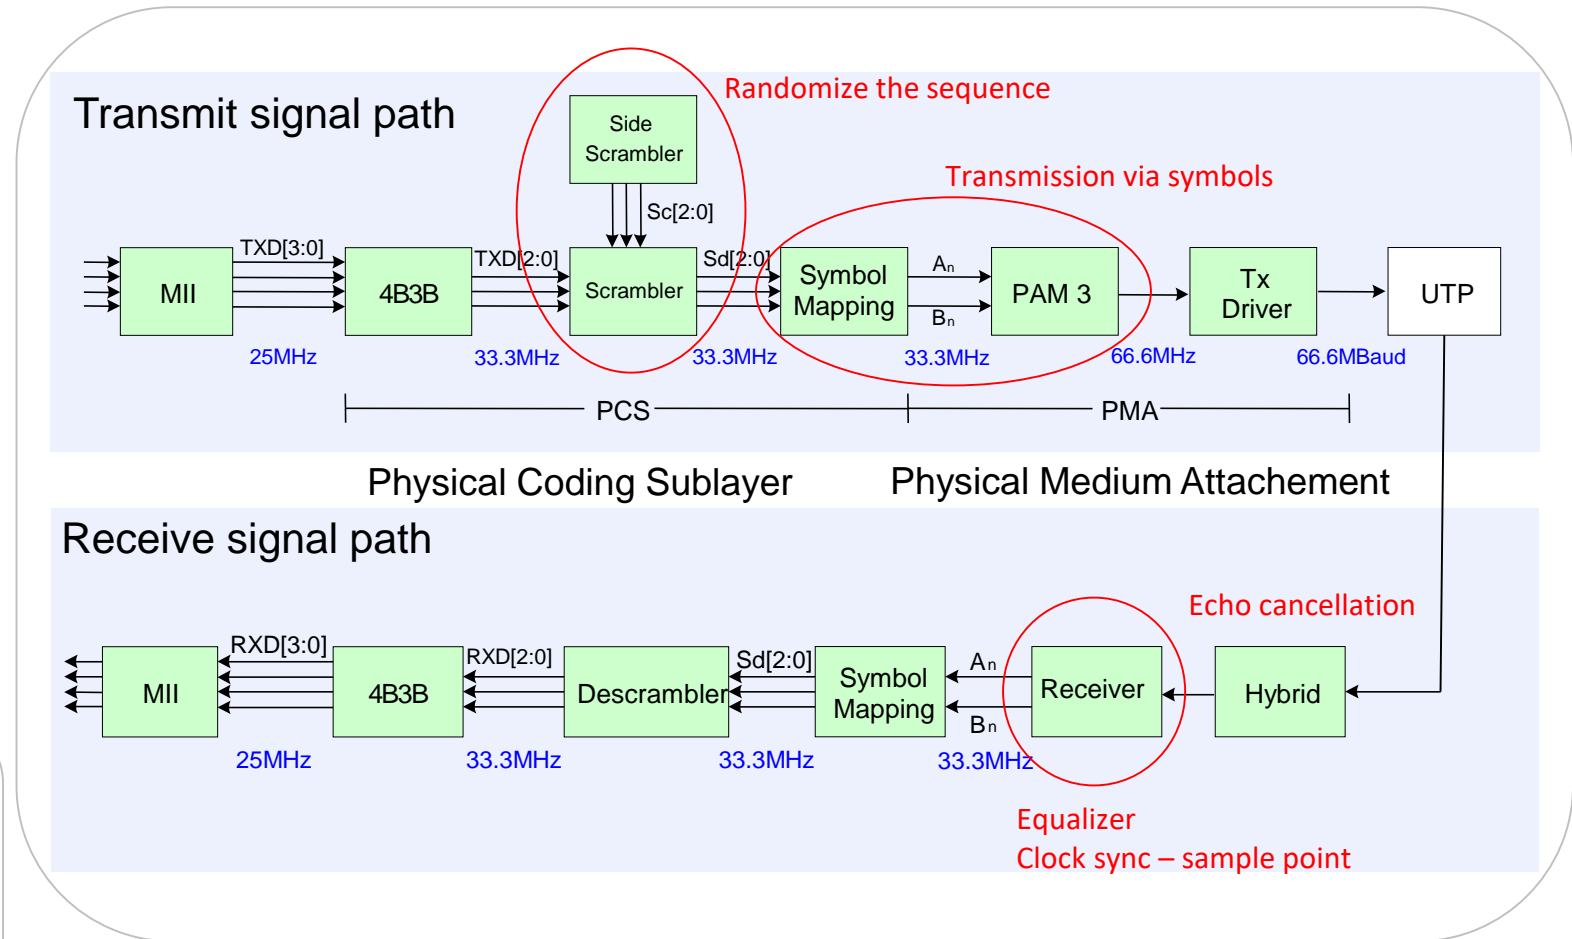 Transmit signal path
Randomize the sequence
Side
Scrambler
Transmission via symbols
Sc[2:0]
TXD[3:0]
TXD[2:0]
Sd[2:0]
An
Bn
MII
4B3B
Scrambler
Symbol
Mapping
PAM 3
Tx
Driver
UTP
25MHz
33.3MHz
33.3MHz
33.3MHz
66.6MHz
66.6MBaud
PCS
PMA
Physical Coding Sublayer
Physical Medium Attachement
Receive signal path
Echo cancellation
RXD[3:0]
RXD[2:0]
Sd[2:0]
An
Bn
MII
4B3B
Descrambler
Symbol
Mapping
Receiver
Hybrid
25MHz
33.3MHz
33.3MHz
33.3MHz
Equalizer
Clock sync – sample point